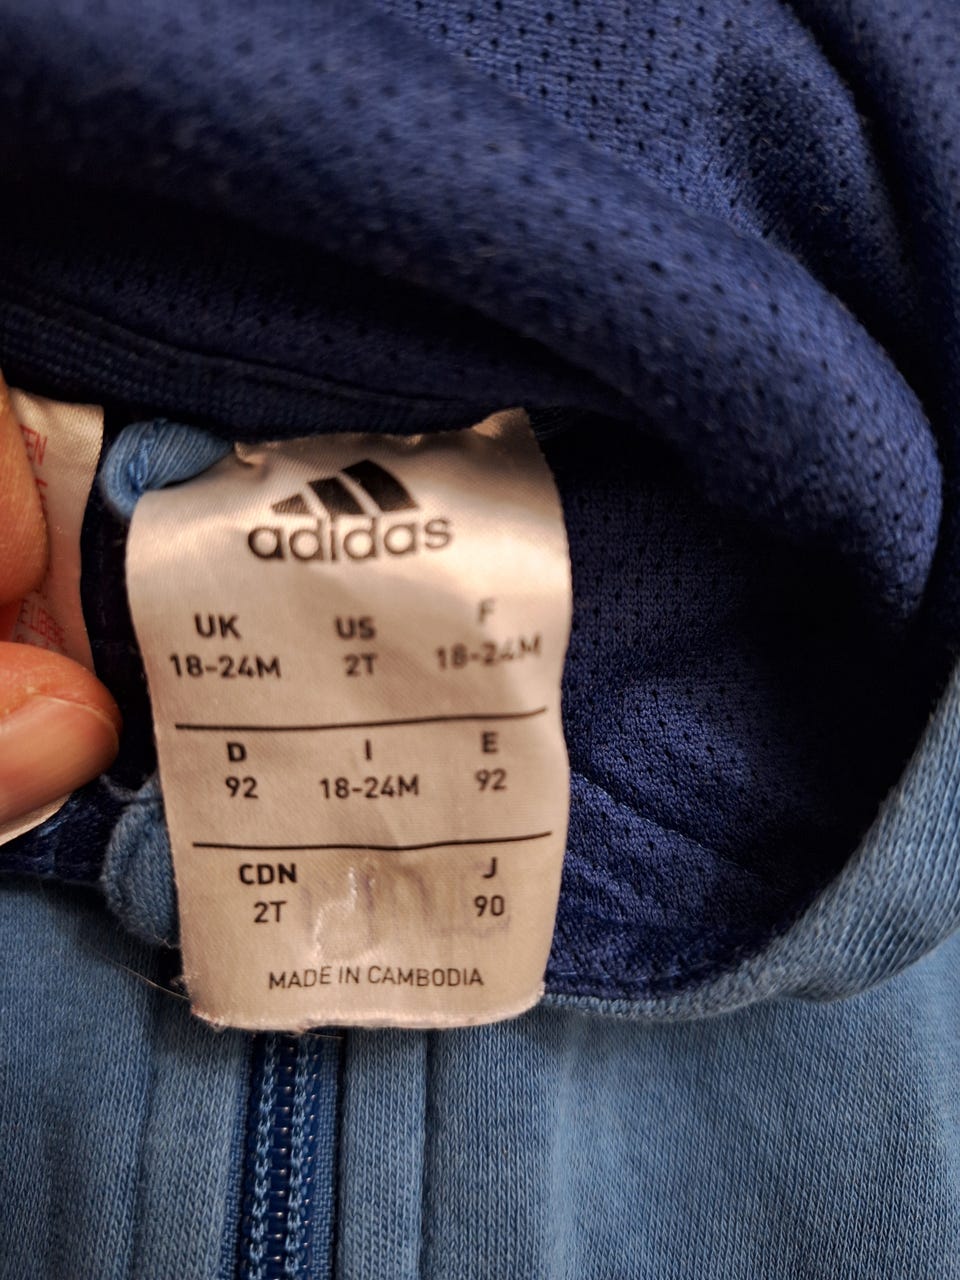 adidas
UK US F
18-24M 2T 18-24M
D I E
92 18-24M 92
CDN J
2T 90
MADE IN CAMBODIA